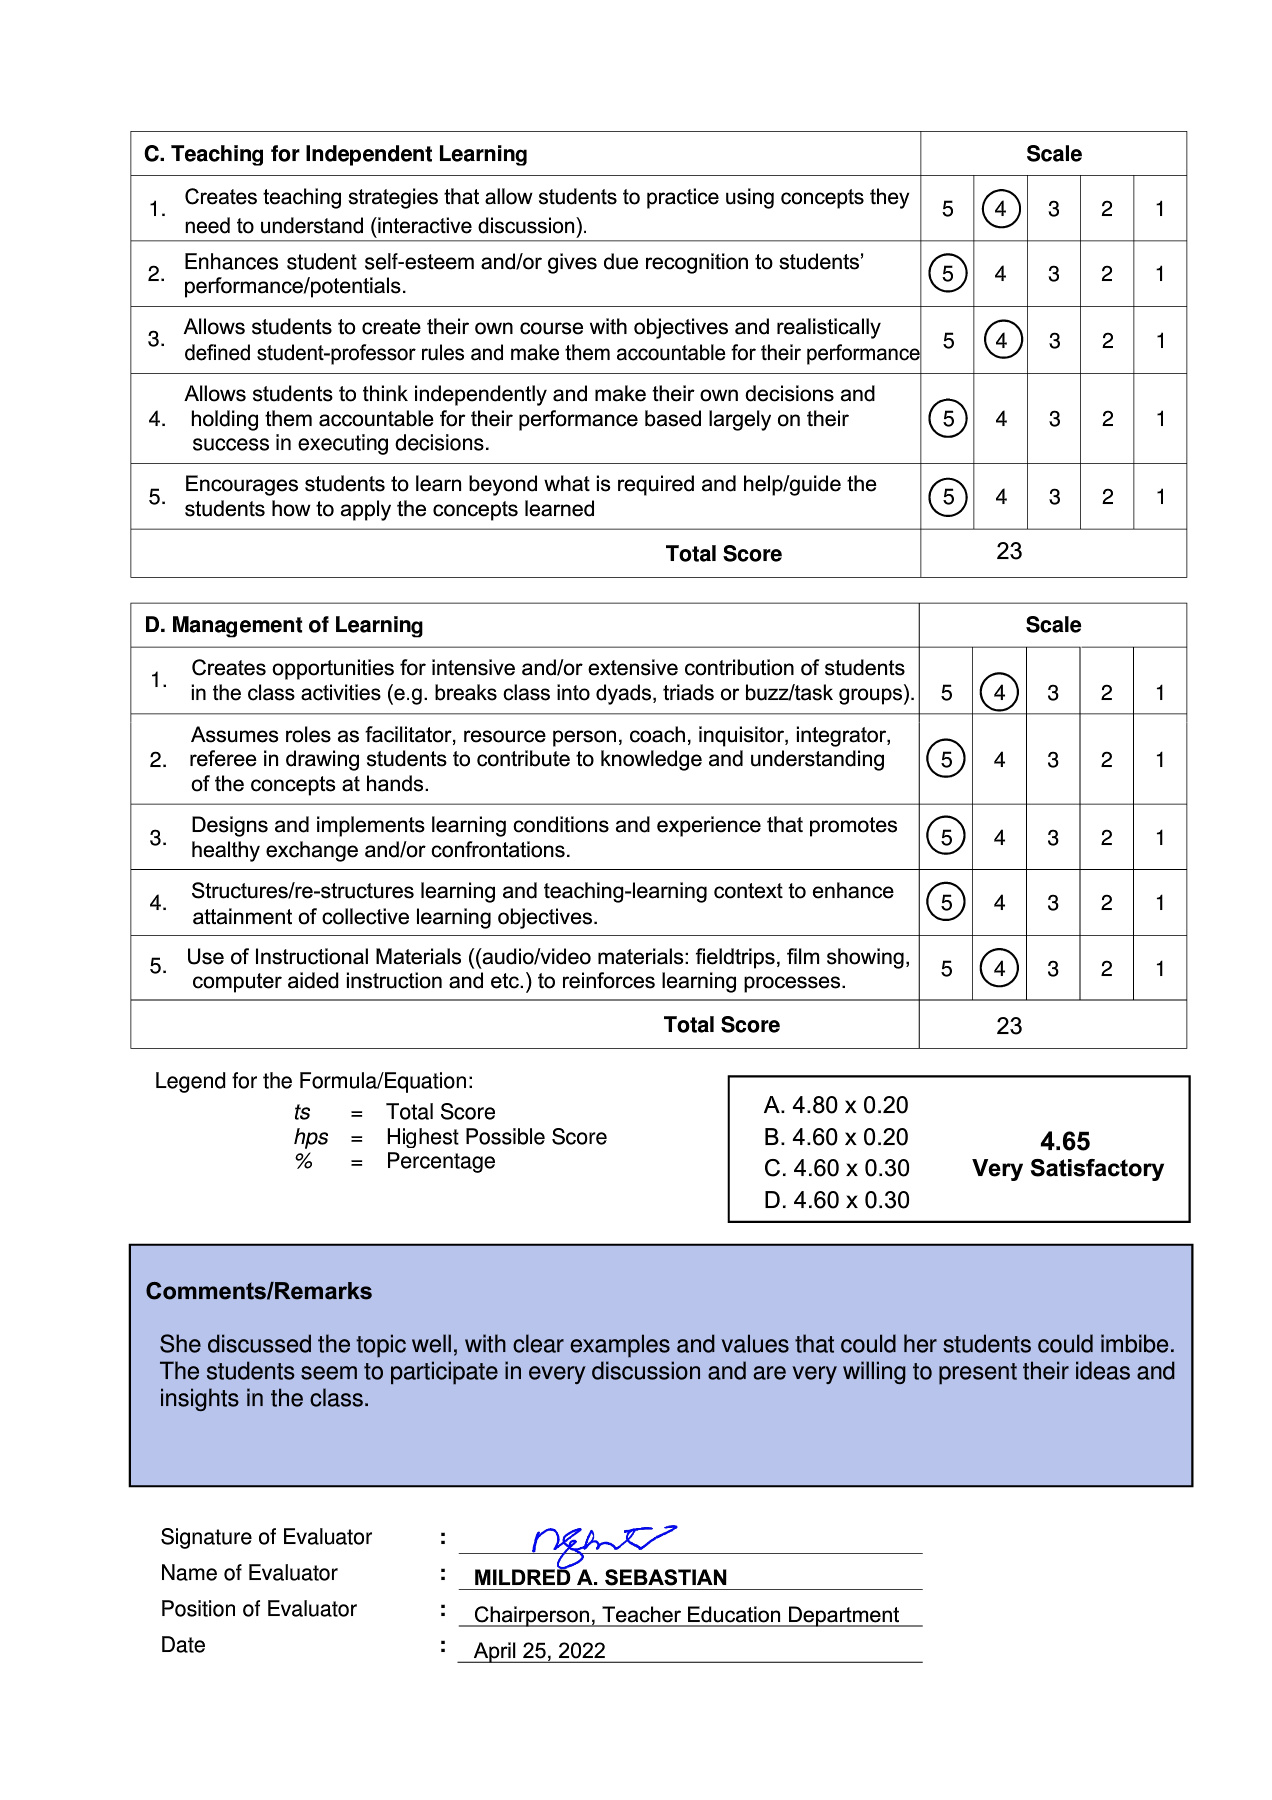 C. Teaching for Independent Learning Scale
1. Creates teaching strategies that allow students to practice using concepts they
need to understand (interactive discussion). 5 4 3 2 1
2. Enhances student self-esteem and/or gives due recognition to students’
performance/potentials. 5 4 3 2 1
3. Allows students to create their own course with objectives and realistically
defined student-professor rules and make them accountable for their performance 5 4 3 2 1
4. Allows students to think independently and make their own decisions and
holding them accountable for their performance based largely on their
success in executing decisions. 5 4 3 2 1
5. Encourages students to learn beyond what is required and help/guide the
students how to apply the concepts learned 5 4 3 2 1
Total Score 23
D. Management of Learning Scale
1. Creates opportunities for intensive and/or extensive contribution of students
in the class activities (e.g. breaks class into dyads, triads or buzz/task groups). 5 4 3 2 1
2. Assumes roles as facilitator, resource person, coach, inquisitor, integrator,
referee in drawing students to contribute to knowledge and understanding
of the concepts at hands. 5 4 3 2 1
3. Designs and implements learning conditions and experience that promotes
healthy exchange and/or confrontations. 5 4 3 2 1
4. Structures/re-structures learning and teaching-learning context to enhance
attainment of collective learning objectives. 5 4 3 2 1
5. Use of Instructional Materials ((audio/video materials: fieldtrips, film showing,
computer aided instruction and etc.) to reinforces learning processes. 5 4 3 2 1
Total Score 23
Legend for the Formula/Equation:
ts = Total Score
hps = Highest Possible Score
% = Percentage
A. 4.80 x 0.20
B. 4.60 x 0.20
C. 4.60 x 0.30
D. 4.60 x 0.30
4.65
Very Satisfactory
Comments/Remarks
She discussed the topic well, with clear examples and values that could her students could imbibe.
The students seem to participate in every discussion and are very willing to present their ideas and
insights in the class.
Signature of Evaluator :
Name of Evaluator : MILDRED A. SEBASTIAN
Position of Evaluator : Chairperson, Teacher Education Department
Date : April 25, 2022